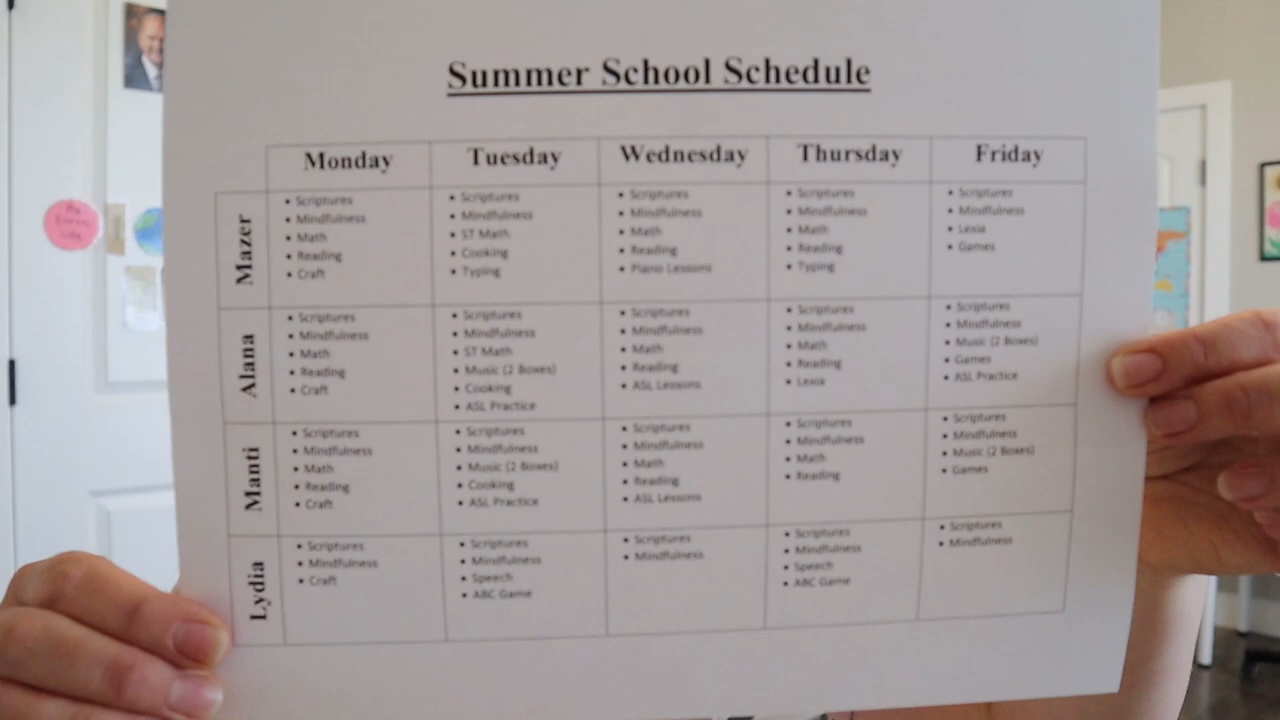 Summer School Schedule
Monday Tuesday Wednesday Thursday Friday
Mazer
• Scriptures
• Mindfulness
• Math
• Reading
• Craft
• Scriptures
• Mindfulness
• ST Math
• Cooking
• Typing
• Scriptures
• Mindfulness
• Math
• Reading
• Piano Lessons
• Scriptures
• Mindfulness
• Math
• Reading
• Typing
• Scriptures
• Mindfulness
• Lexia
• Games
Alana
• Scriptures
• Mindfulness
• Math
• Reading
• Craft
• Scriptures
• Mindfulness
• ST Math
• Music (2 Boxes)
• Cooking
• ASL Practice
• Scriptures
• Mindfulness
• Math
• Reading
• ASL Lessons
• Scriptures
• Mindfulness
• Math
• Reading
• Lexia
• Scriptures
• Mindfulness
• Music (2 Boxes)
• Games
• ASL Practice
Manti
• Scriptures
• Mindfulness
• Math
• Reading
• Craft
• Scriptures
• Mindfulness
• Music (2 Boxes)
• Cooking
• ASL Practice
• Scriptures
• Mindfulness
• Math
• Reading
• ASL Lessons
• Scriptures
• Mindfulness
• Math
• Reading
• Scriptures
• Mindfulness
• Music (2 Boxes)
• Games
Lydia
• Scriptures
• Mindfulness
• Craft
• Scriptures
• Mindfulness
• Speech
• ABC Game
• Scriptures
• Mindfulness
• Scriptures
• Mindfulness
• Speech
• ABC Game
• Scriptures
• Mindfulness